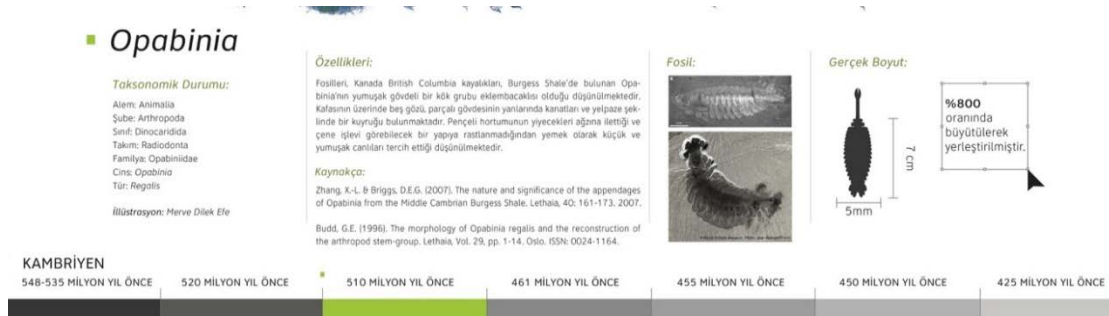 Opabinia
Taksonomik Durumu:
Alem: Animalia
Şube: Arthropoda
Sınıf: Dinocaridida
Takım: Radiodonta
Familya: Opabiniidae
Cins: Opabinia
Tür: Regalis
İllüstrasyon: Merve Dilek Efe
Özellikleri:
Fosilleri, Kanada British Columbia kayalıkları, Burgess Shale'de bulunan Opa-
binia'nın yumuşak gövdeli bir kök grubu eklembacaklısı olduğu düşünülmektedir.
Kafasının üzerinde beş gözü, parçalı gövdesinin yanlarında kanatları ve yelpaze şek-
linde bir kuyruğu bulunmaktadır. Pençeli hortumunun yiyecekleri ağzına ilettiği ve
çene işlevi görebilecek bir yapıya rastlanmadığından yemek olarak küçük ve
yumuşak canlıları tercih ettiği düşünülmektedir.
Kaynakça:
Zhang, X.-L. & Briggs, D.E.G. (2007). The nature and significance of the appendages
of Opabinia from the Middle Cambrian Burgess Shale. Lethaia, 40: 161-173. 2007.
Budd, G.E. (1996). The morphology of Opabinia regalis and the reconstruction of
the arthropod stem-group. Lethaia, Vol. 29, pp. 1-14. Oslo. ISSN: 0024-1164.
Fosil:
Gerçek Boyut:
7 cm
5mm
%800
oranında
büyütülerek
yerleştirilmiştir.
KAMBRİYEN
548-535 MİLYON YIL ÖNCE
520 MİLYON YIL ÖNCE
510 MİLYON YIL ÖNCE
461 MİLYON YIL ÖNCE
455 MİLYON YIL ÖNCE
450 MİLYON YIL ÖNCE
425 MİLYON YIL ÖNCE